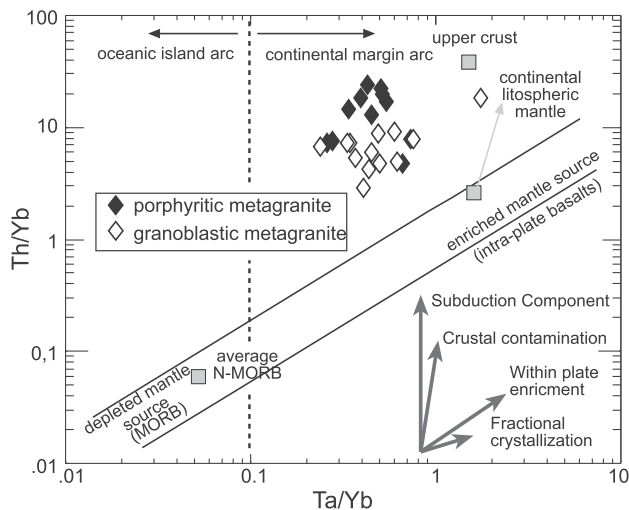 100
oceanic island arc
continental margin arc
upper crust
continental
litospheric
mantle
10
porphyritic metagranite
granoblastic metagranite
Th/Yb
1
enriched mantle source
(intra-plate basalts)
Subduction Component
Crustal contamination
Within plate
enricment
Fractional
crystallization
0,1
average
N-MORB
depleted mantle
source
(MORB)
.01
.01
0.1
1
10
Ta/Yb